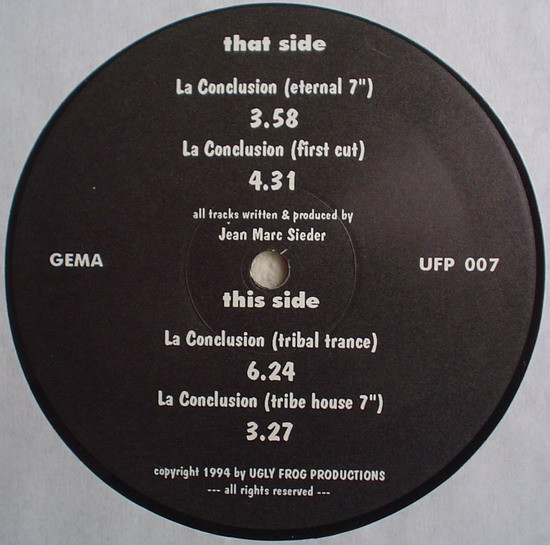 that side
La Conclusion (eternal 7")
3.58
La Conclusion (first cut)
4.31
all tracks written & produced by
Jean Marc Sieder
GEMA
UFP 007
this side
La Conclusion (tribal trance)
6.24
La Conclusion (tribe house 7")
3.27
copyright 1994 by UGLY FROG PRODUCTIONS
--- all rights reserved ---